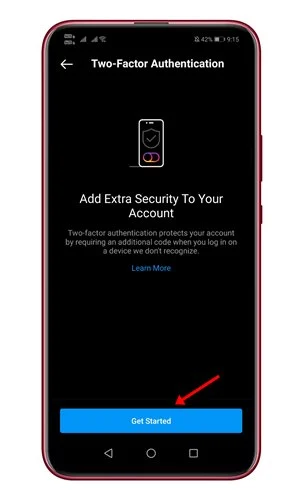 42% 9:15
Two-Factor Authentication
Add Extra Security To Your
Account
Two-factor authentication protects your account
by requiring an additional code when you log in on
a device we don't recognize.
Learn More
Get Started